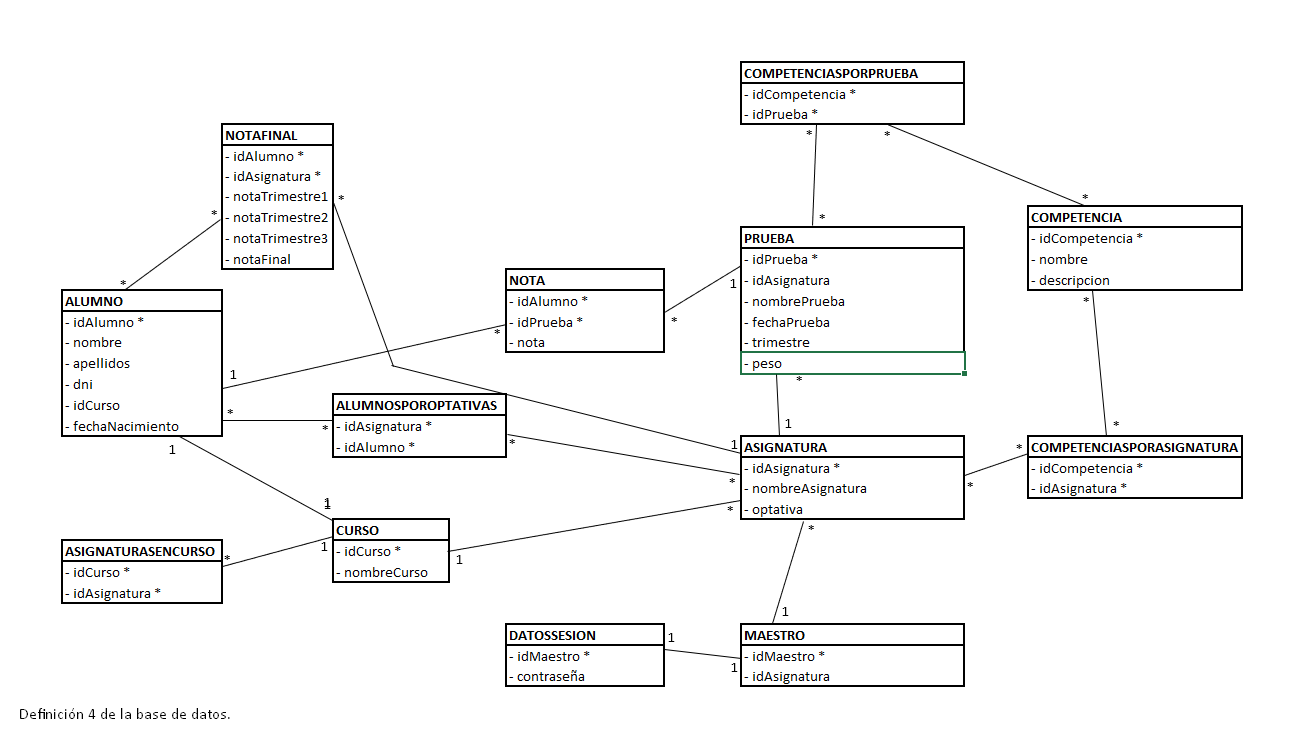 COMPETENCIASPORPRUEBA
- idCompetencia *
- idPrueba *
*
*
NOTAFINAL
- idAlumno *
- idAsignatura *
- notaTrimestre1
- notaTrimestre2
- notaTrimestre3
- notaFinal
*
*
*
COMPETENCIA
- idCompetencia *
- nombre
- descripcion
*
*
*
PRUEBA
- idPrueba *
- idAsignatura
- nombrePrueba
- fechaPrueba
- trimestre
- peso
1
*
*
NOTA
- idAlumno *
- idPrueba *
- nota
*
*
ALUMNO
- idAlumno *
- nombre
- apellidos
- dni
- idCurso
- fechaNacimiento
1
*
1
ALUMNOSPOROPTATIVAS
- idAsignatura *
- idAlumno *
*
*
1
1
*
*
ASIGNATURA
- idAsignatura *
- nombreAsignatura
- optativa
*
*
*
COMPETENCIASPORASIGNATURA
- idCompetencia *
- idAsignatura *
*
*
1
*
1
1
CURSO
- idCurso *
- nombreCurso
ASIGNATURASENCURSO
- idCurso *
- idAsignatura *
*
1
DATOSSESION
- idMaestro *
- contraseña
1
1
MAESTRO
- idMaestro *
- idAsignatura
Definición 4 de la base de datos.